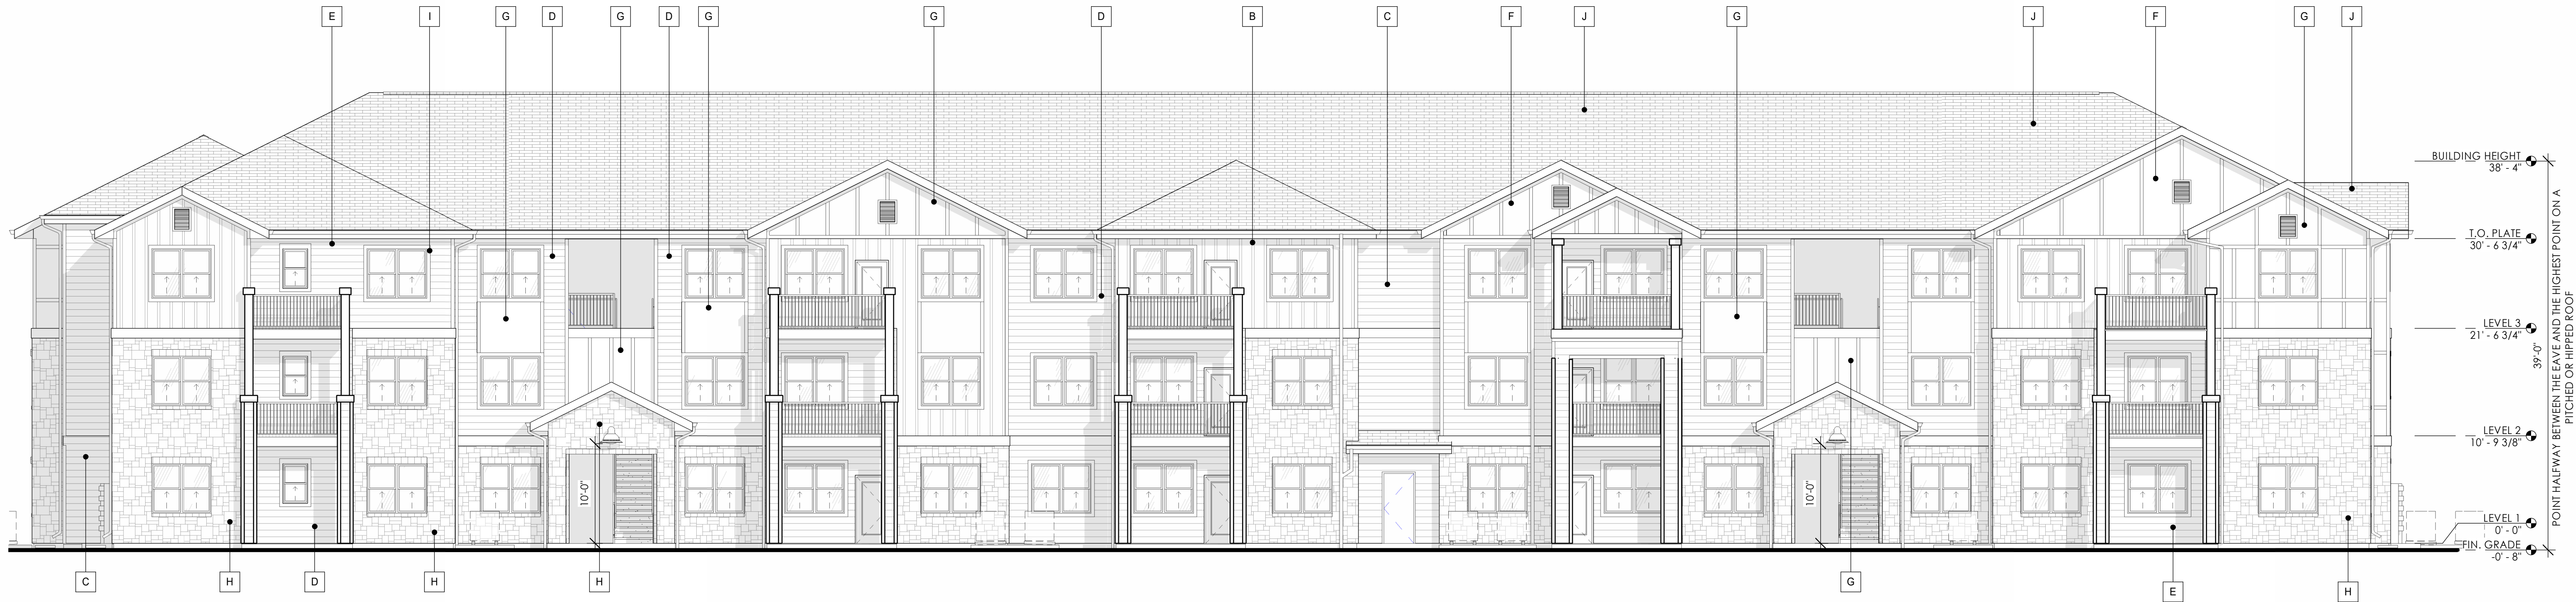 E I G D G D G G D B C F J G J F G J
BUILDING HEIGHT
38' - 4"
T.O. PLATE
30' - 6 3/4"
LEVEL 3
21' - 6 3/4"
LEVEL 2
10' - 9 3/8"
LEVEL 1
0' - 0"
FIN. GRADE
-0' - 8"
39'-0"
POINT HALFWAY BETWEEN THE EAVE AND THE HIGHEST POINT ON A
PITCHED OR HIPPED ROOF
10'-0"
10'-0"
C H D H H G E H